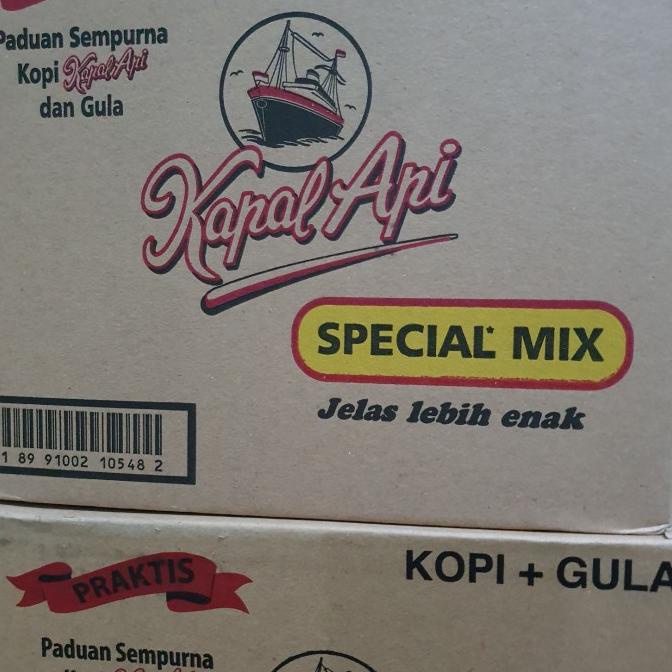 Paduan Sempurna
Kopi Kapal Api
dan Gula
Kapal Api
SPECIAL* MIX
Jelas lebih enak
1 89 91002 10548 2
PRAKTIS
KOPI + GULA
Paduan Sempurna